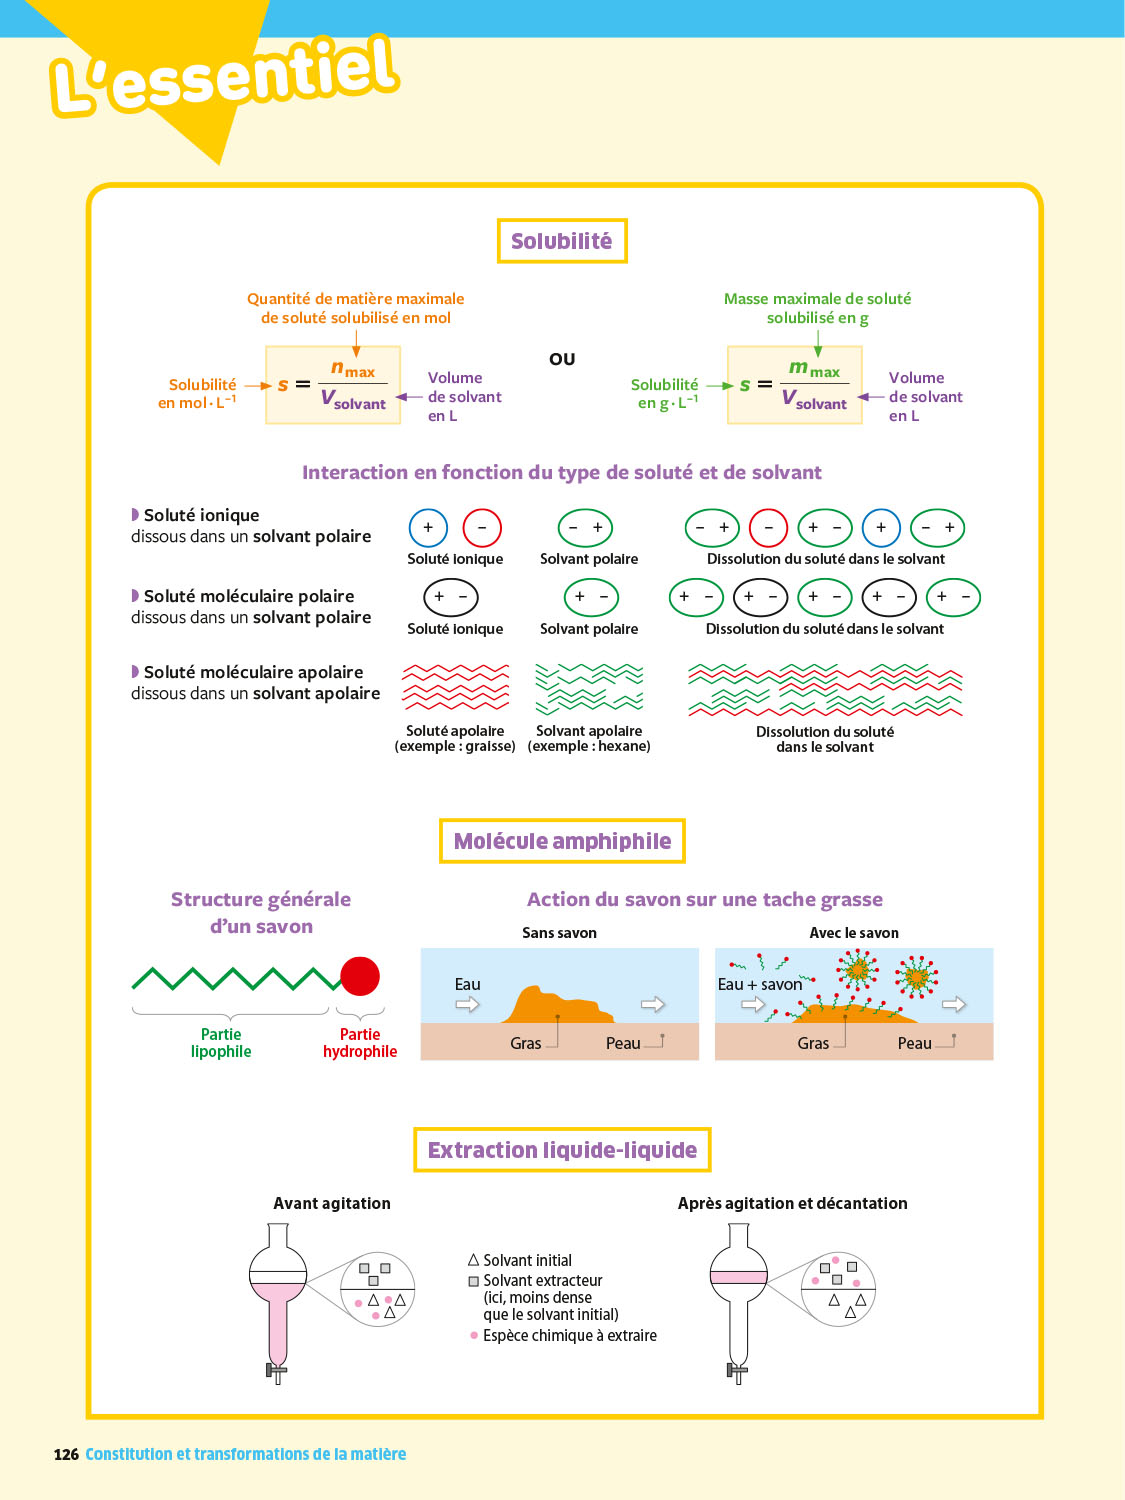 L'essentiel
Solubilité
Quantité de matière maximale
de soluté solubilisé en mol
Solubilité
en mol · L⁻¹
s = n max / V solvant
Volume
de solvant
en L
OU
Masse maximale de soluté
solubilisé en g
Solubilité
en g · L⁻¹
s = m max / V solvant
Volume
de solvant
en L
Interaction en fonction du type de soluté et de solvant
Soluté ionique
dissous dans un solvant polaire
+ −
− +
− + − + − + − +
Soluté ionique
Solvant polaire
Dissolution du soluté dans le solvant
Soluté moléculaire polaire
dissous dans un solvant polaire
+ −
+ −
+ − + − + − + − + −
Soluté ionique
Solvant polaire
Dissolution du soluté dans le solvant
Soluté moléculaire apolaire
dissous dans un solvant apolaire
Soluté apolaire
(exemple : graisse)
Solvant apolaire
(exemple : hexane)
Dissolution du soluté
dans le solvant
Molécule amphiphile
Structure générale
d'un savon
Partie
lipophile
Partie
hydrophile
Action du savon sur une tache grasse
Sans savon
Eau
Gras
Peau
Avec le savon
Eau + savon
Gras
Peau
Extraction liquide-liquide
Avant agitation
Solvant initial
Solvant extracteur
(ici, moins dense
que le solvant initial)
Espèce chimique à extraire
Après agitation et décantation
126 Constitution et transformations de la matière